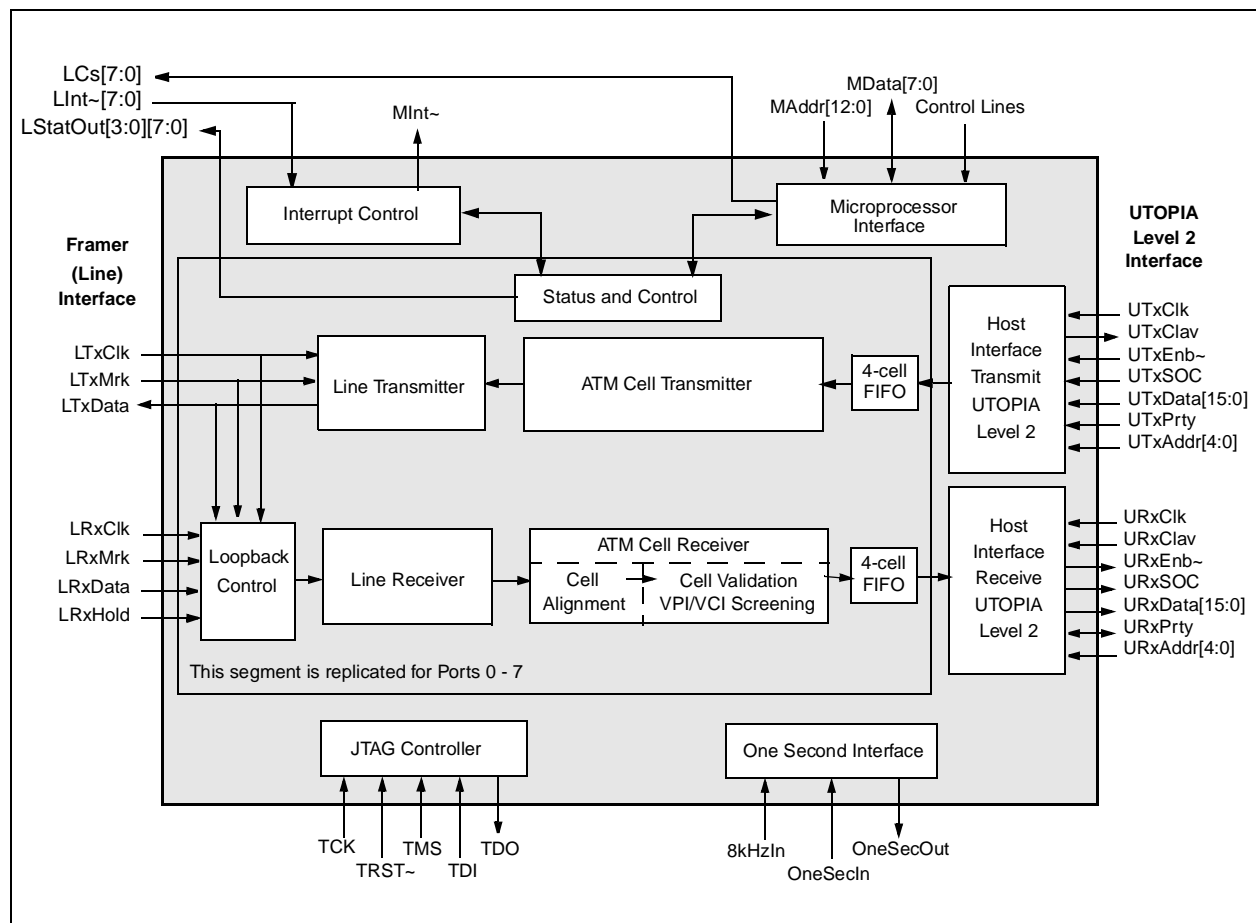 LCs[7:0]
LInt~[7:0]
LStatOut[3:0][7:0]
MInt~
MData[7:0]
MAddr[12:0]
Control Lines
Interrupt Control
Microprocessor
Interface
Framer
(Line)
Interface
UTOPIA
Level 2
Interface
Status and Control
LTxClk
LTxMrk
LTxData
Line Transmitter
ATM Cell Transmitter
4-cell
FIFO
Host
Interface
Transmit
UTOPIA
Level 2
UTxClk
UTxClav
UTxEnb~
UTxSOC
UTxData[15:0]
UTxPrty
UTxAddr[4:0]
LRxClk
LRxMrk
LRxData
LRxHold
Loopback
Control
Line Receiver
ATM Cell Receiver
Cell
Alignment
Cell Validation
VPI/VCI Screening
4-cell
FIFO
Host
Interface
Receive
UTOPIA
Level 2
URxClk
URxClav
URxEnb~
URxSOC
URxData[15:0]
URxPrty
URxAddr[4:0]
This segment is replicated for Ports 0 - 7
JTAG Controller
TCK
TRST~
TMS
TDI
TDO
One Second Interface
8kHzIn
OneSecIn
OneSecOut